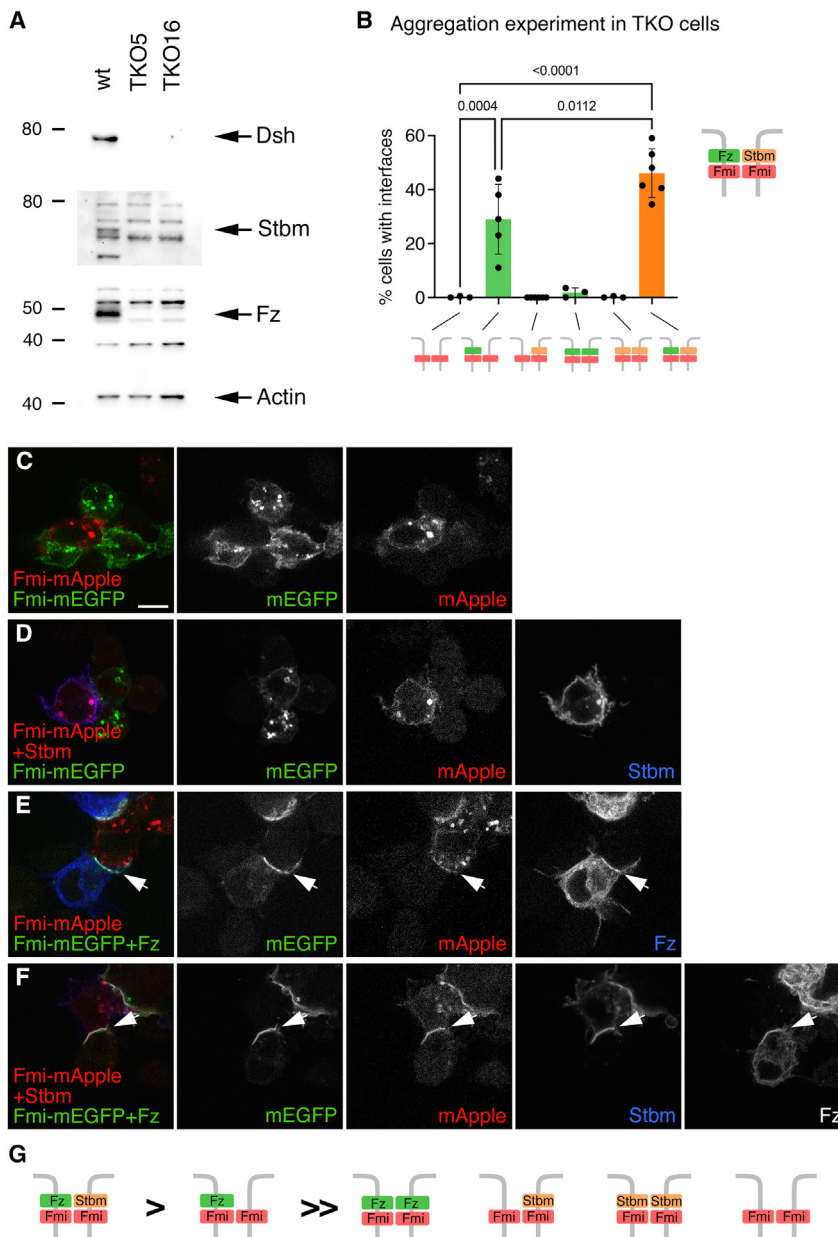 A
wt
TKO5
TKO16
80
Dsh
80
Stbm
50
Fz
40
40
Actin
B Aggregation experiment in TKO cells
<0.0001
0.0004
0.0112
% cells with interfaces
60
40
20
0
Fz Stbm
Fmi Fmi
C
Fmi-mApple
Fmi-mEGFP
mEGFP
mApple
D
Fmi-mApple
+Stbm
Fmi-mEGFP
mEGFP
mApple
Stbm
E
Fmi-mApple
Fmi-mEGFP+Fz
mEGFP
mApple
Fz
F
Fmi-mApple
+Stbm
Fmi-mEGFP+Fz
mEGFP
mApple
Stbm
Fz
G
Fz Stbm
Fmi Fmi
>
Fz
Fmi Fmi
>>
Fz Fz
Fmi Fmi
Stbm
Fmi Fmi
Stbm Stbm
Fmi Fmi
Fmi Fmi